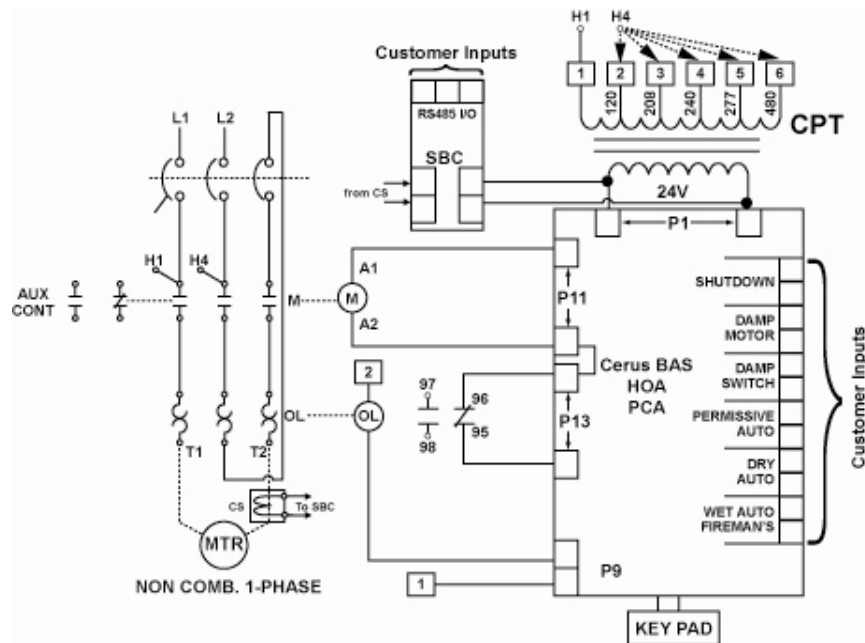 H1
H4
Customer Inputs
1
2
3
4
5
6
120
208
240
277
480
CPT
RS485 I/O
SBC
from CS
24V
P1
L1
L2
H1
H4
AUX
CONT
M
A1
M
A2
P11
SHUTDOWN
DAMP
MOTOR
DAMP
SWITCH
PERMISSIVE
AUTO
DRY
AUTO
WET AUTO
FIREMAN'S
Customer Inputs
Cerus BAS
HOA
PCA
2
97
98
96
95
P13
OL
OL
T1
T2
CS
To SBC
MTR
NON COMB. 1-PHASE
1
P9
KEY PAD